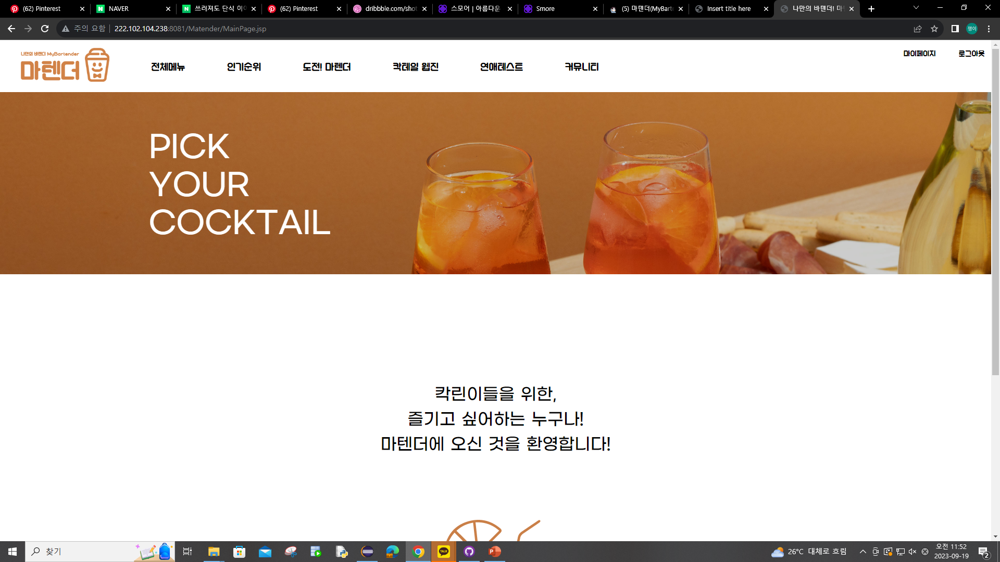 (62) Pinterest
NAVER
쓰러져도 단식 이
(62) Pinterest
dribbble.com/shot
스모어 | 아름다운
Smore
(5) 마텐더(MyBart
Insert title here
나만의 바텐더! 마
주의 요함
222.102.104.238:8081/Matender/MainPage.jsp
쟁이
나만의 바텐더 MyBartender
마텐더
전체메뉴
인기순위
도전! 마텐더
칵테일 웹진
연애테스트
커뮤니티
마이페이지
로그아웃
PICK
YOUR
COCKTAIL
칵린이들을 위한,
즐기고 싶어하는 누구나!
마텐더에 오신 것을 환영합니다!
찾기
TALK
26°C 대체로 흐림
오전 11:52
2023-09-19
2